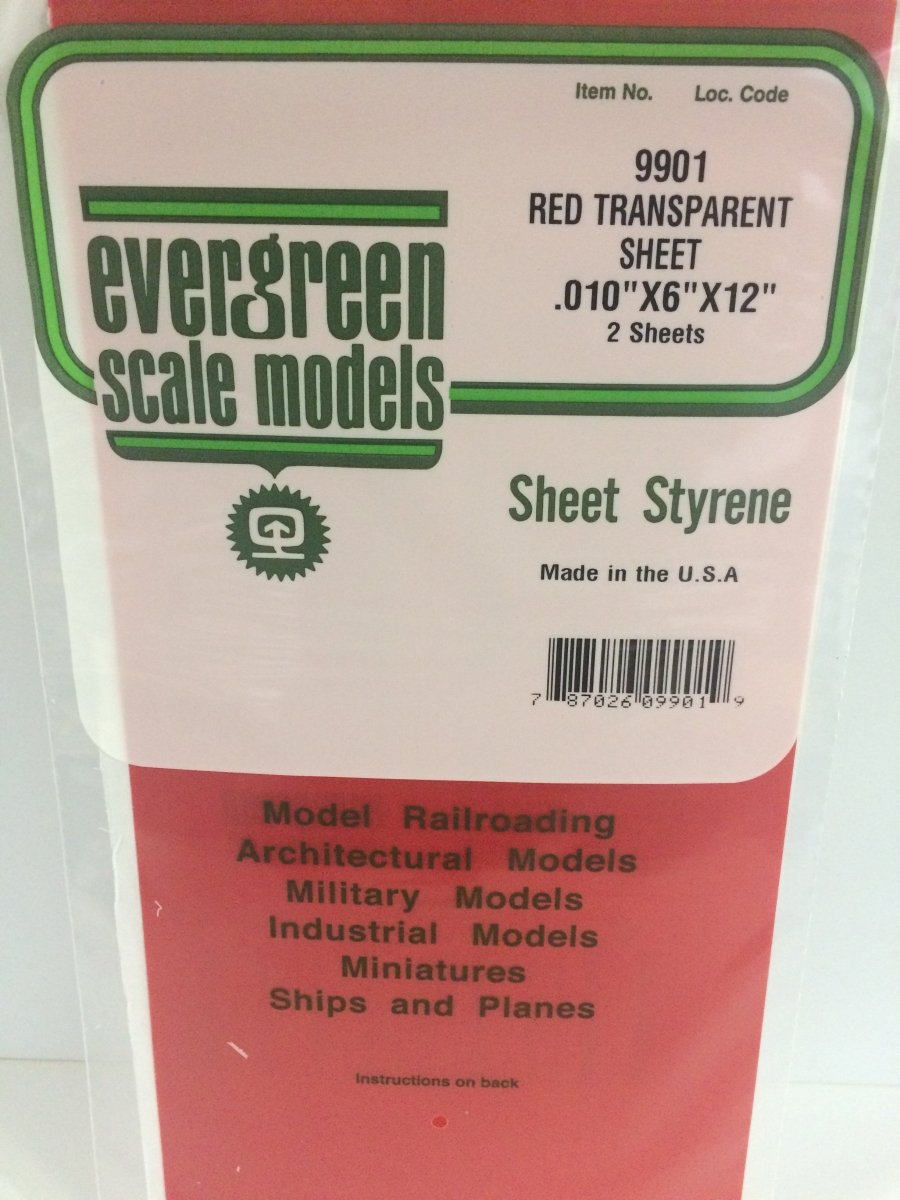 Item No. Loc. Code
9901
RED TRANSPARENT
SHEET
.010"X6"X12"
2 Sheets
evergreen
scale models
Sheet Styrene
Made in the U.S.A
7 87026 09901 9
Model Railroading
Architectural Models
Military Models
Industrial Models
Miniatures
Ships and Planes
Instructions on back